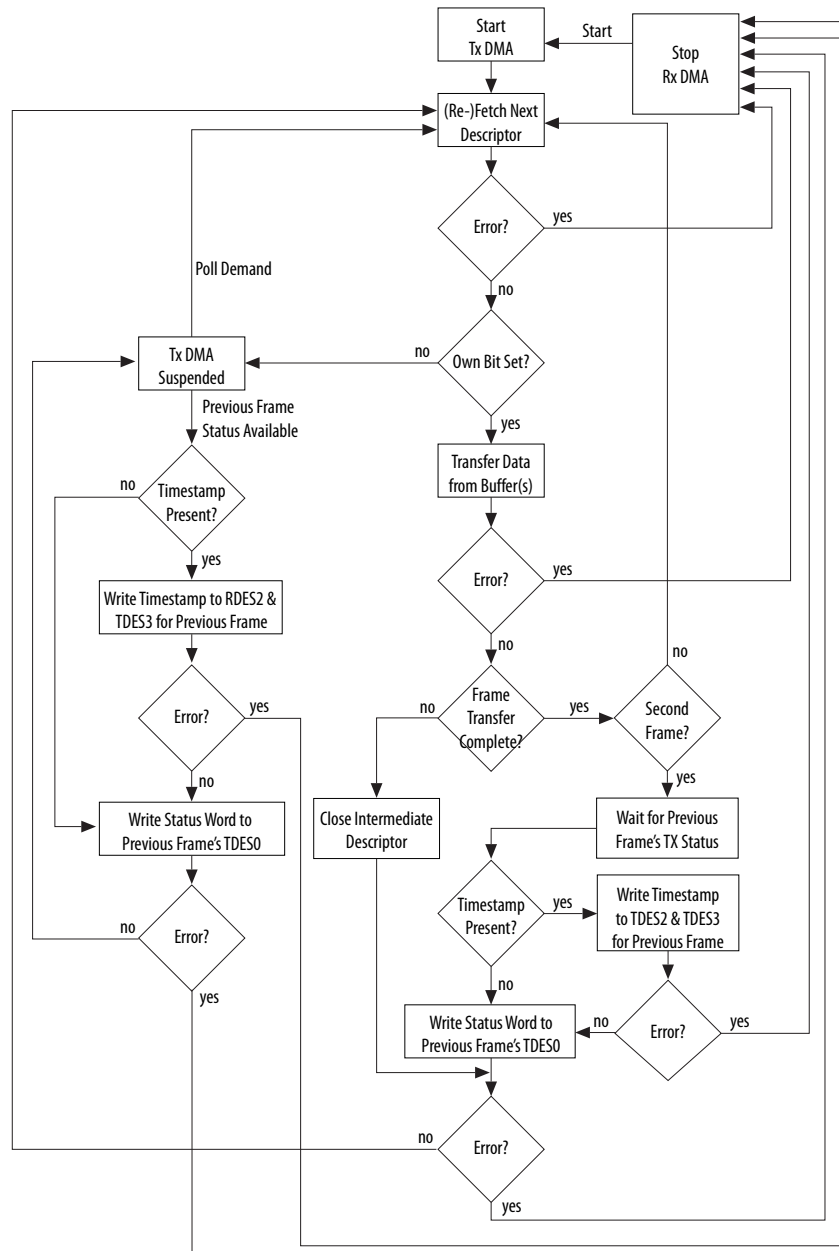 Start
Tx DMA
Start
Stop
Rx DMA
(Re-)Fetch Next
Descriptor
Error?
yes
no
Poll Demand
Tx DMA
Suspended
no
Own Bit Set?
yes
Previous Frame
Status Available
Transfer Data
from Buffer(s)
no
Timestamp
Present?
yes
Error?
yes
no
Write Timestamp to RDES2 &
TDES3 for Previous Frame
no
Frame
Transfer
Complete?
yes
Second
Frame?
no
yes
Error?
yes
no
Write Status Word to
Previous Frame's TDES0
Close Intermediate
Descriptor
Wait for Previous
Frame's TX Status
Timestamp
Present?
yes
no
Write Timestamp
to TDES2 & TDES3
for Previous Frame
no
Error?
yes
Write Status Word to
Previous Frame's TDES0
no
Error?
yes
no
Error?
yes